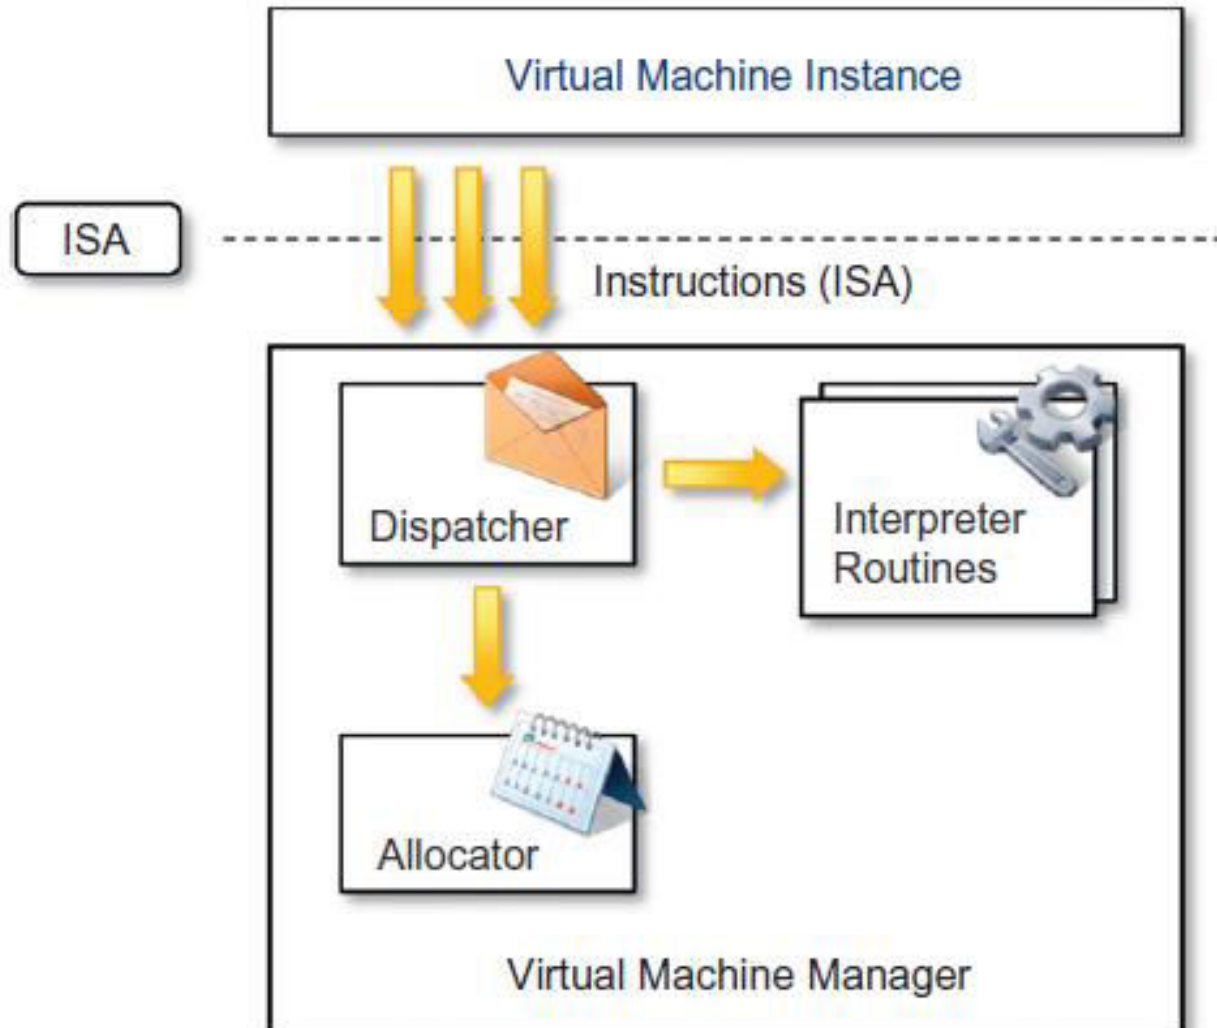 Virtual Machine Instance
ISA
Instructions (ISA)
Dispatcher
Interpreter
Routines
Allocator
Virtual Machine Manager